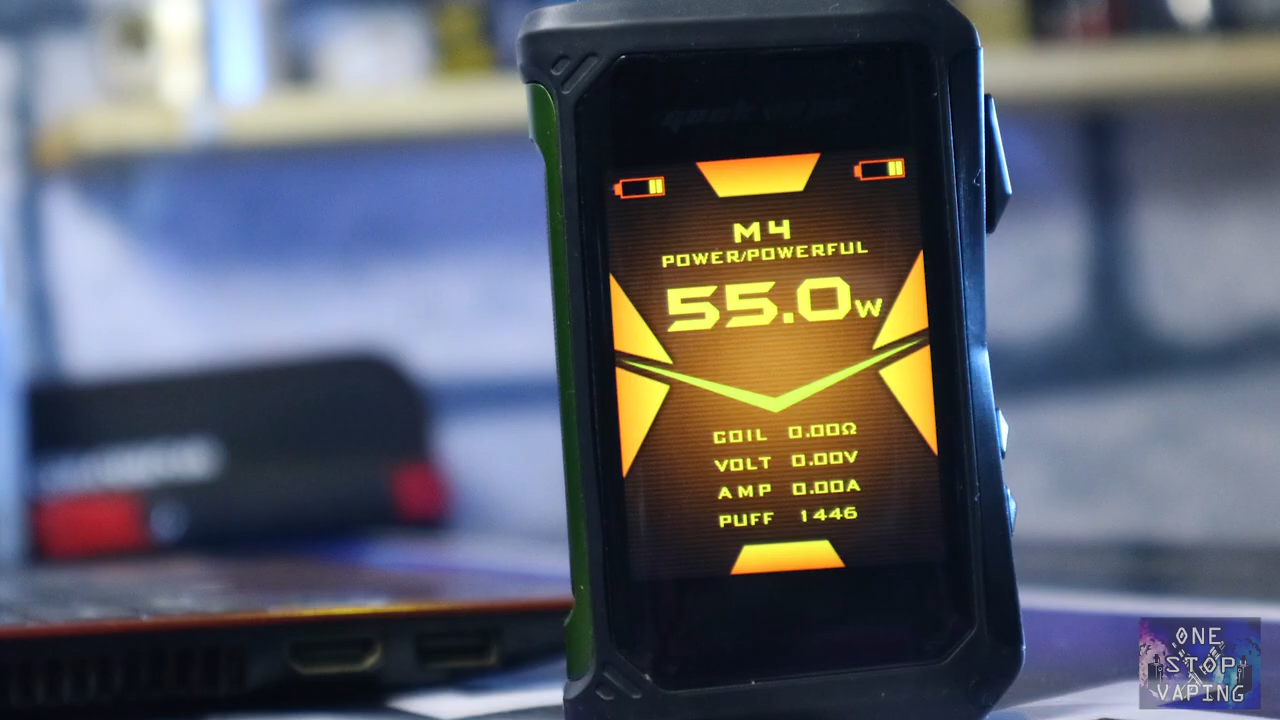 M4
POWER/POWERFUL
55.0W
COIL 0.00Ω
VOLT 0.00V
AMP 0.00A
PUFF 1446
ONE
STOP
VAPING